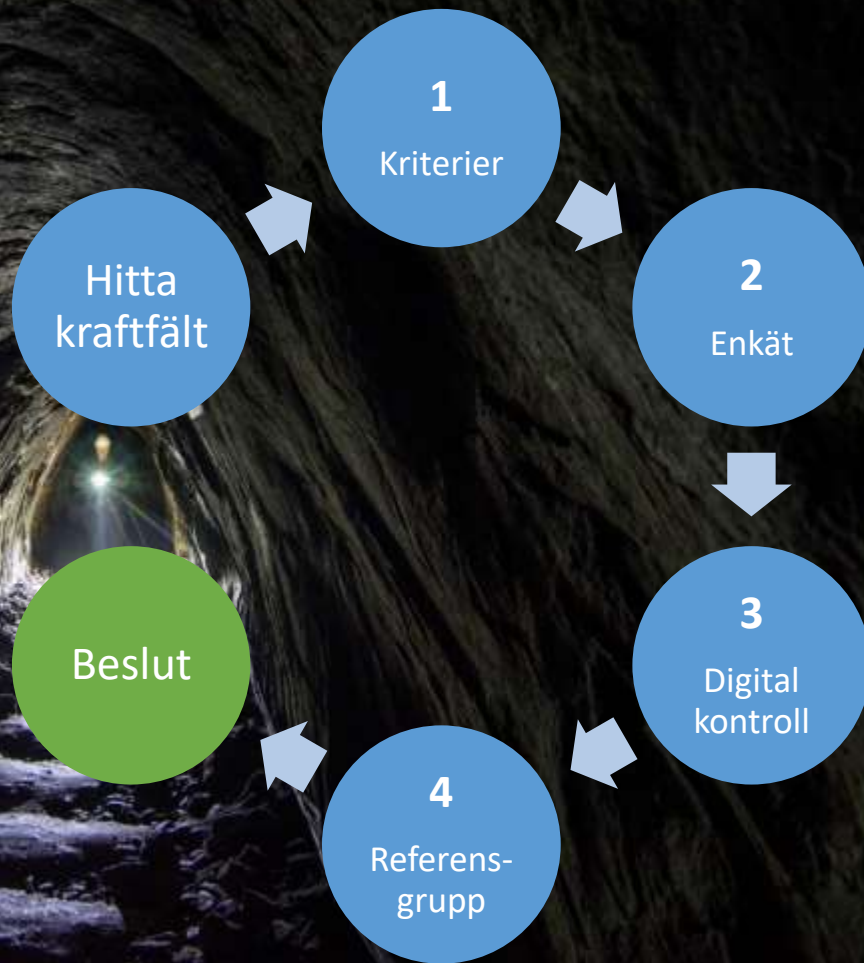 Hitta
kraftfält
1
Kriterier
2
Enkät
3
Digital
kontroll
4
Referens-
grupp
Beslut